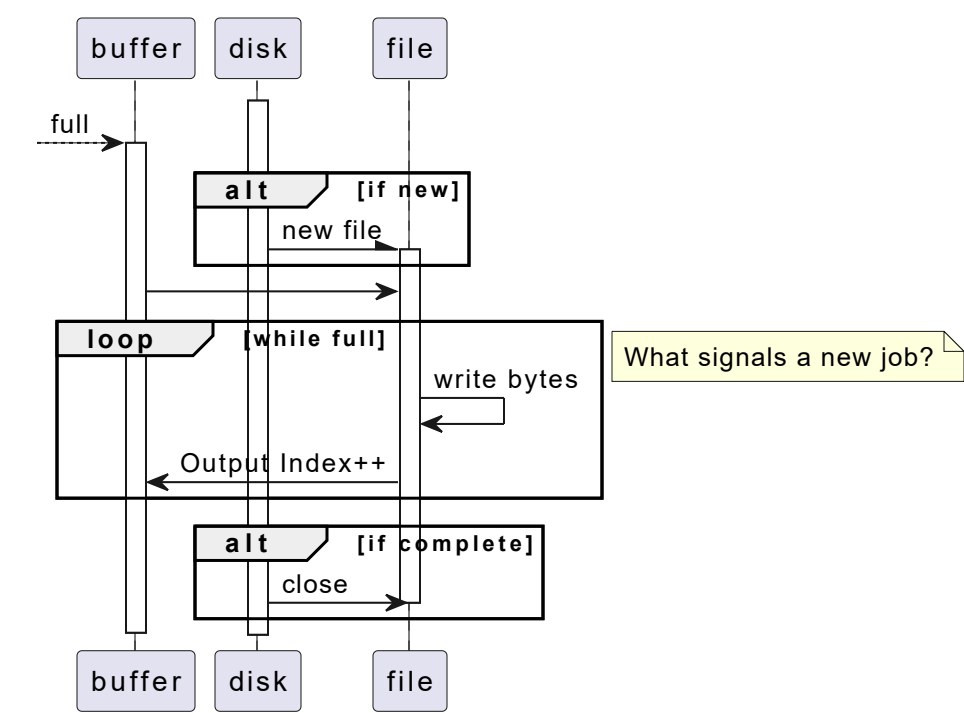 buffer
disk
file
full
alt
[if new]
new file
loop
[while full]
What signals a new job?
write bytes
Output Index++
alt
[if complete]
close
buffer
disk
file